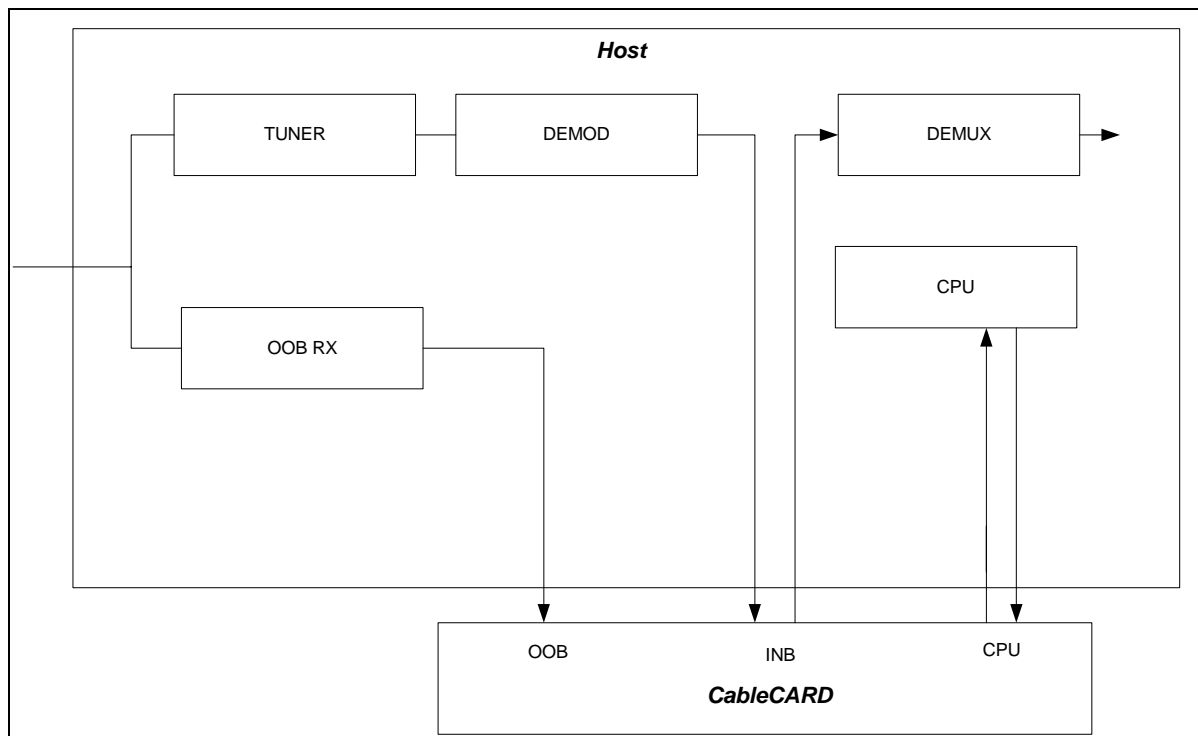 Host
TUNER
DEMOD
DEMUX
CPU
OOB RX
OOB
INB
CPU
CableCARD